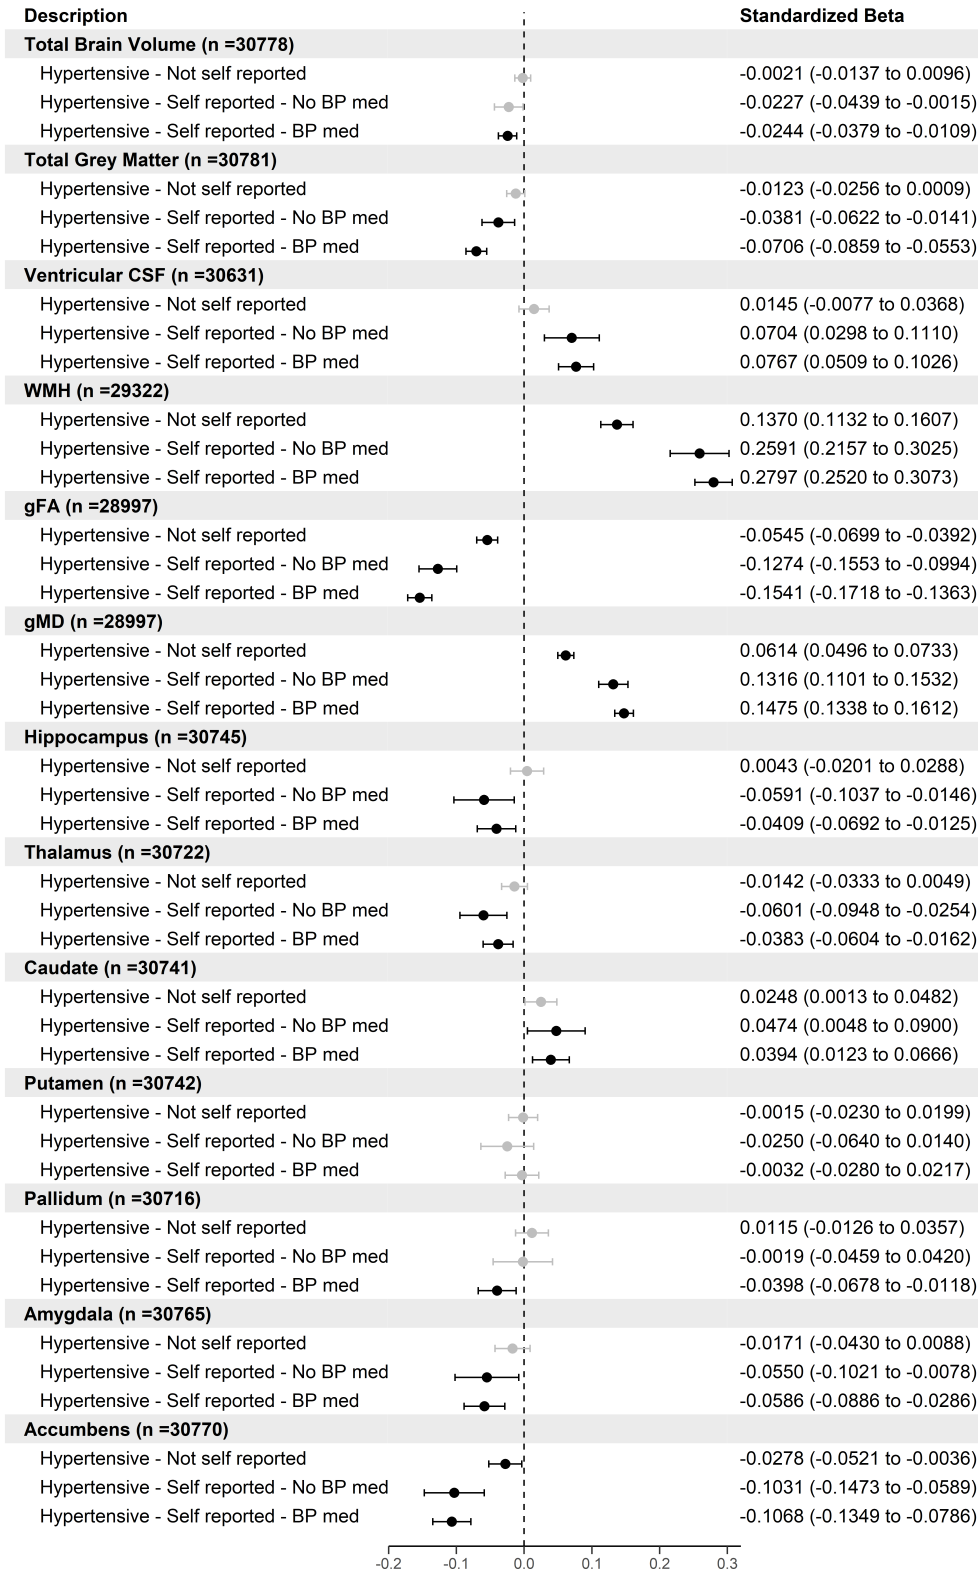 Description Standardized Beta
Total Brain Volume (n =30778)
Hypertensive - Not self reported -0.0021 (-0.0137 to 0.0096)
Hypertensive - Self reported - No BP med -0.0227 (-0.0439 to -0.0015)
Hypertensive - Self reported - BP med -0.0244 (-0.0379 to -0.0109)
Total Grey Matter (n =30781)
Hypertensive - Not self reported -0.0123 (-0.0256 to 0.0009)
Hypertensive - Self reported - No BP med -0.0381 (-0.0622 to -0.0141)
Hypertensive - Self reported - BP med -0.0706 (-0.0859 to -0.0553)
Ventricular CSF (n =30631)
Hypertensive - Not self reported 0.0145 (-0.0077 to 0.0368)
Hypertensive - Self reported - No BP med 0.0704 (0.0298 to 0.1110)
Hypertensive - Self reported - BP med 0.0767 (0.0509 to 0.1026)
WMH (n =29322)
Hypertensive - Not self reported 0.1370 (0.1132 to 0.1607)
Hypertensive - Self reported - No BP med 0.2591 (0.2157 to 0.3025)
Hypertensive - Self reported - BP med 0.2797 (0.2520 to 0.3073)
gFA (n =28997)
Hypertensive - Not self reported -0.0545 (-0.0699 to -0.0392)
Hypertensive - Self reported - No BP med -0.1274 (-0.1553 to -0.0994)
Hypertensive - Self reported - BP med -0.1541 (-0.1718 to -0.1363)
gMD (n =28997)
Hypertensive - Not self reported 0.0614 (0.0496 to 0.0733)
Hypertensive - Self reported - No BP med 0.1316 (0.1101 to 0.1532)
Hypertensive - Self reported - BP med 0.1475 (0.1338 to 0.1612)
Hippocampus (n =30745)
Hypertensive - Not self reported 0.0043 (-0.0201 to 0.0288)
Hypertensive - Self reported - No BP med -0.0591 (-0.1037 to -0.0146)
Hypertensive - Self reported - BP med -0.0409 (-0.0692 to -0.0125)
Thalamus (n =30722)
Hypertensive - Not self reported -0.0142 (-0.0333 to 0.0049)
Hypertensive - Self reported - No BP med -0.0601 (-0.0948 to -0.0254)
Hypertensive - Self reported - BP med -0.0383 (-0.0604 to -0.0162)
Caudate (n =30741)
Hypertensive - Not self reported 0.0248 (0.0013 to 0.0482)
Hypertensive - Self reported - No BP med 0.0474 (0.0048 to 0.0900)
Hypertensive - Self reported - BP med 0.0394 (0.0123 to 0.0666)
Putamen (n =30742)
Hypertensive - Not self reported -0.0015 (-0.0230 to 0.0199)
Hypertensive - Self reported - No BP med -0.0250 (-0.0640 to 0.0140)
Hypertensive - Self reported - BP med -0.0032 (-0.0280 to 0.0217)
Pallidum (n =30716)
Hypertensive - Not self reported 0.0115 (-0.0126 to 0.0357)
Hypertensive - Self reported - No BP med -0.0019 (-0.0459 to 0.0420)
Hypertensive - Self reported - BP med -0.0398 (-0.0678 to -0.0118)
Amygdala (n =30765)
Hypertensive - Not self reported -0.0171 (-0.0430 to 0.0088)
Hypertensive - Self reported - No BP med -0.0550 (-0.1021 to -0.0078)
Hypertensive - Self reported - BP med -0.0586 (-0.0886 to -0.0286)
Accumbens (n =30770)
Hypertensive - Not self reported -0.0278 (-0.0521 to -0.0036)
Hypertensive - Self reported - No BP med -0.1031 (-0.1473 to -0.0589)
Hypertensive - Self reported - BP med -0.1068 (-0.1349 to -0.0786)
-0.2 -0.1 0.0 0.1 0.2 0.3